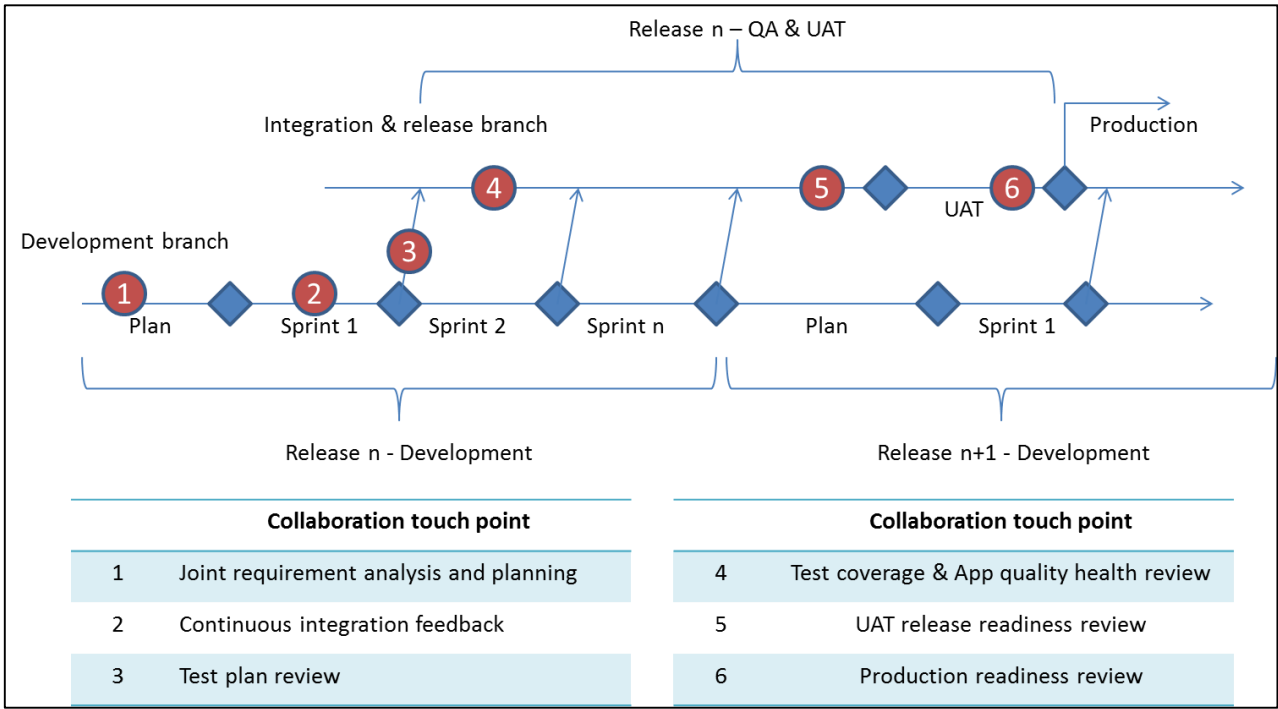 Release n – QA & UAT
Integration & release branch
Production
4
5
6
UAT
Development branch
3
1
2
Plan
Sprint 1
Sprint 2
Sprint n
Plan
Sprint 1
Release n - Development
Release n+1 - Development
Collaboration touch point
1 Joint requirement analysis and planning
2 Continuous integration feedback
3 Test plan review
Collaboration touch point
4 Test coverage & App quality health review
5 UAT release readiness review
6 Production readiness review